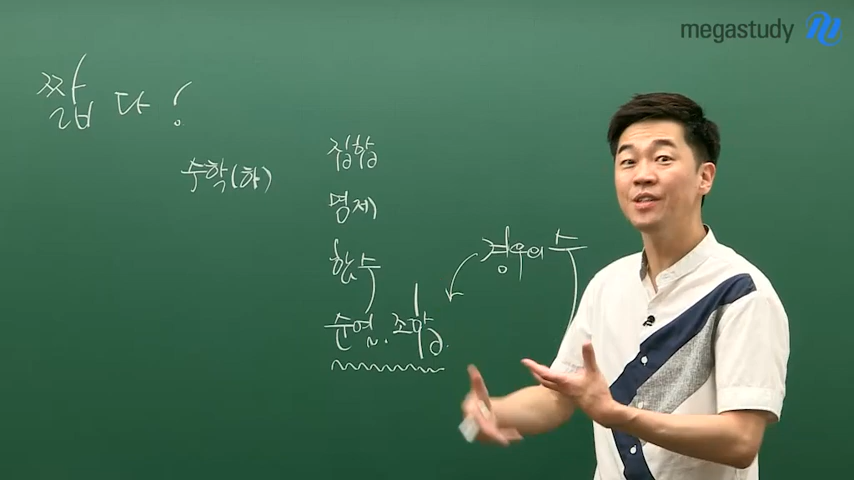 megastudy
짧다!
수학(하)
집합
명제
함수
경우의 수
순열. 조합.